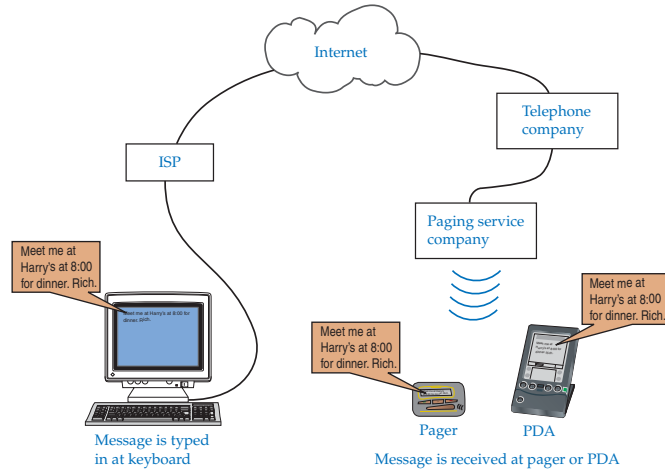 Internet
Telephone
company
ISP
Paging service
company
Meet me at
Harry's at 8:00
for dinner. Rich.
Meet me at Harry's at 8:00 for
dinner. Rich.
Meet me at
Harry's at 8:00
for dinner. Rich.
Meet me at
Harry's at 8:00
for dinner. Rich.
Pager
PDA
Message is typed
in at keyboard
Message is received at pager or PDA